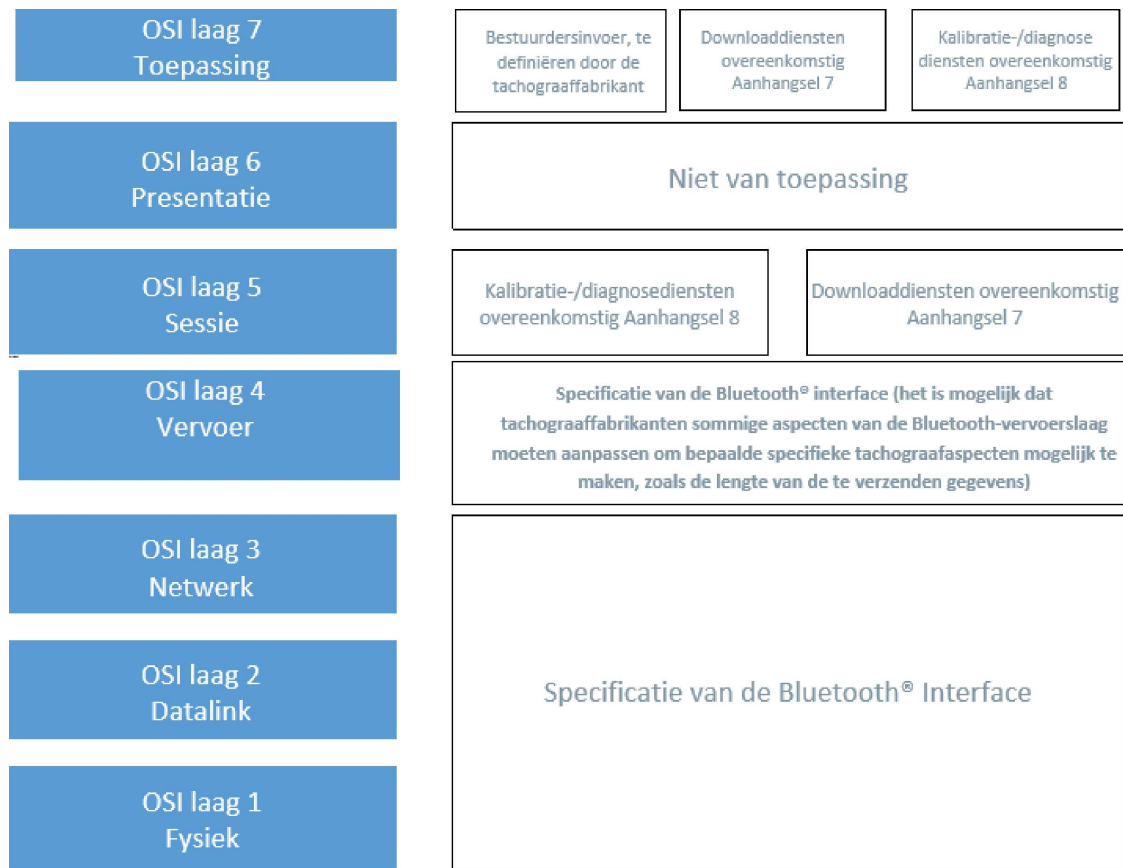 OSI laag 7
Toepassing
Bestuurdersinvoer, te
definiëren door de
tachograaffabrikant
Downloaddiensten
overeenkomstig
Aanhangsel 7
Kalibratie-/diagnose
diensten overeenkomstig
Aanhangsel 8
OSI laag 6
Presentatie
Niet van toepassing
OSI laag 5
Sessie
Kalibratie-/diagnosediensten
overeenkomstig Aanhangsel 8
Downloaddiensten overeenkomstig
Aanhangsel 7
OSI laag 4
Vervoer
Specificatie van de Bluetooth® interface (het is mogelijk dat
tachograaffabrikanten sommige aspecten van de Bluetooth-vervoerslaag
moeten aanpassen om bepaalde specifieke tachograafaspecten mogelijk te
maken, zoals de lengte van de te verzenden gegevens)
OSI laag 3
Netwerk
OSI laag 2
Datalink
Specificatie van de Bluetooth® Interface
OSI laag 1
Fysiek